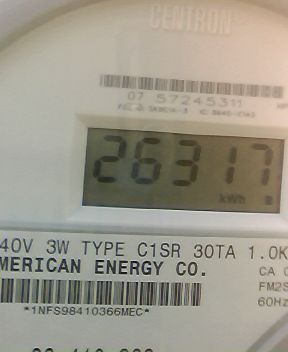 CENTRON
07 57245311
26317
kWh
40V 3W TYPE C1SR 30TA 1.0K
MERICAN ENERGY CO.
CA 0
FM2S
60Hz
*1NFS98410366MEC*